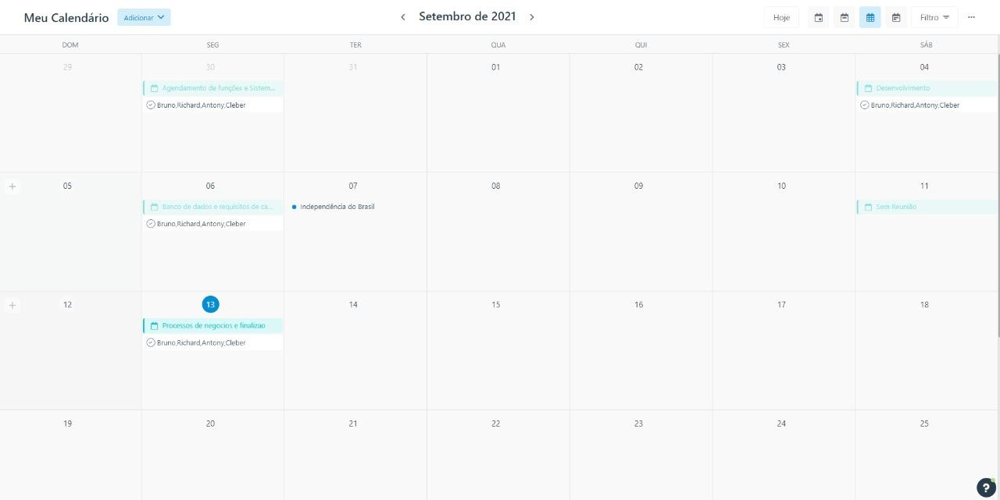 Meu Calendário Adicionar Setembro de 2021 Hoje Filtro
DOM SEG TER QUA QUI SEX SÁB
29 30 31 01 02 03 04
Agendamento de funções e Sistem... Desenvolvimento
Bruno,Richard,Antony,Cleber Bruno,Richard,Antony,Cleber
05 06 07 08 09 10 11
Banco de dados e requisitos de ca... Independência do Brasil Sem Reunião
Bruno,Richard,Antony,Cleber
12 13 14 15 16 17 18
Processos de negocios e finalizao
Bruno,Richard,Antony,Cleber
19 20 21 22 23 24 25
?